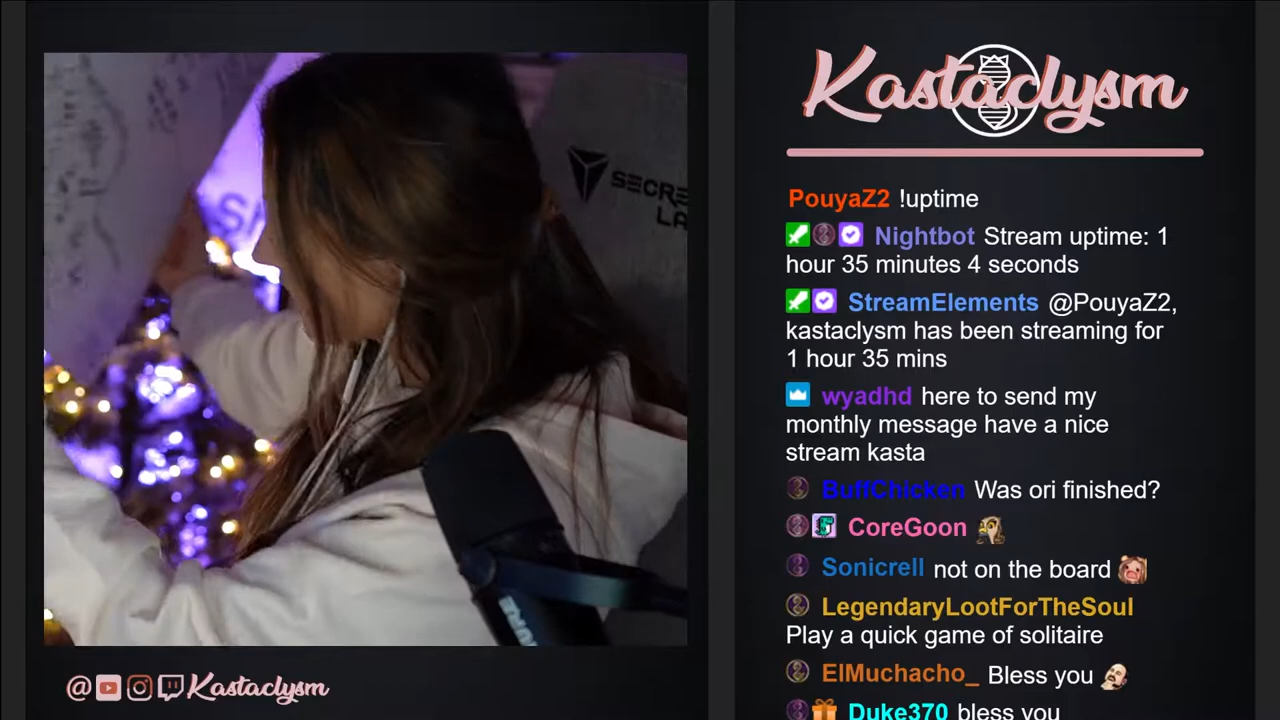 Kastaclysm
SECRE
LA
PouyaZ2 !uptime
Nightbot Stream uptime: 1
hour 35 minutes 4 seconds
StreamElements @PouyaZ2,
kastaclysm has been streaming for
1 hour 35 mins
wyadhd here to send my
monthly message have a nice
stream kasta
BuffChicken Was ori finished?
CoreGoon
Sonicrell not on the board
LegendaryLootForTheSoul
Play a quick game of solitaire
ElMuchacho_ Bless you
Duke370 bless you
@ Kastaclysm